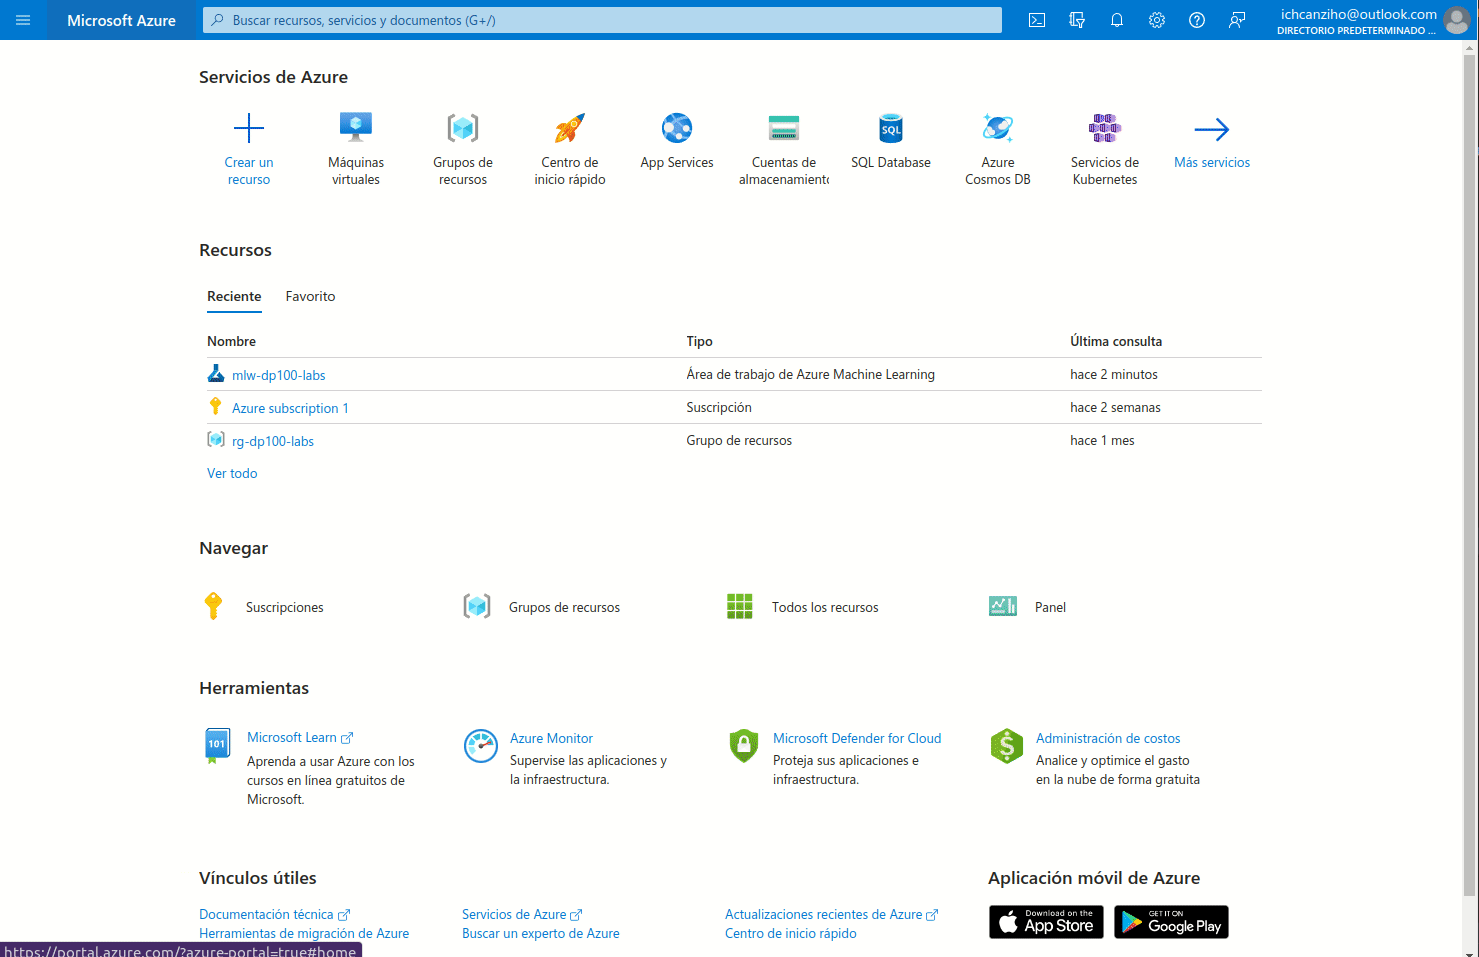 Microsoft Azure
Buscar recursos, servicios y documentos (G+/)
ichcanziho@outlook.com
DIRECTORIO PREDETERMINADO ...
Servicios de Azure
Crear un
recurso
Máquinas
virtuales
Grupos de
recursos
Centro de
inicio rápido
App Services
Cuentas de
almacenamiento
SQL
SQL Database
Azure
Cosmos DB
Servicios de
Kubernetes
Más servicios
Recursos
Reciente
Favorito
Nombre Tipo Última consulta
mlw-dp100-labs Área de trabajo de Azure Machine Learning hace 2 minutos
Azure subscription 1 Suscripción hace 2 semanas
rg-dp100-labs Grupo de recursos hace 1 mes
Ver todo
Navegar
Suscripciones
Grupos de recursos
Todos los recursos
Panel
Herramientas
101
Microsoft Learn
Aprenda a usar Azure con los
cursos en línea gratuitos de
Microsoft.
Azure Monitor
Supervise las aplicaciones y
la infraestructura.
Microsoft Defender for Cloud
Proteja sus aplicaciones e
infraestructura.
$
Administración de costos
Analice y optimice el gasto
en la nube de forma gratuita
Vínculos útiles
Documentación técnica
Herramientas de migración de Azure
Servicios de Azure
Buscar un experto de Azure
Actualizaciones recientes de Azure
Centro de inicio rápido
Aplicación móvil de Azure
Download on the
App Store
GET IT ON
Google Play
https://portal.azure.com/?azure-portal=true#home